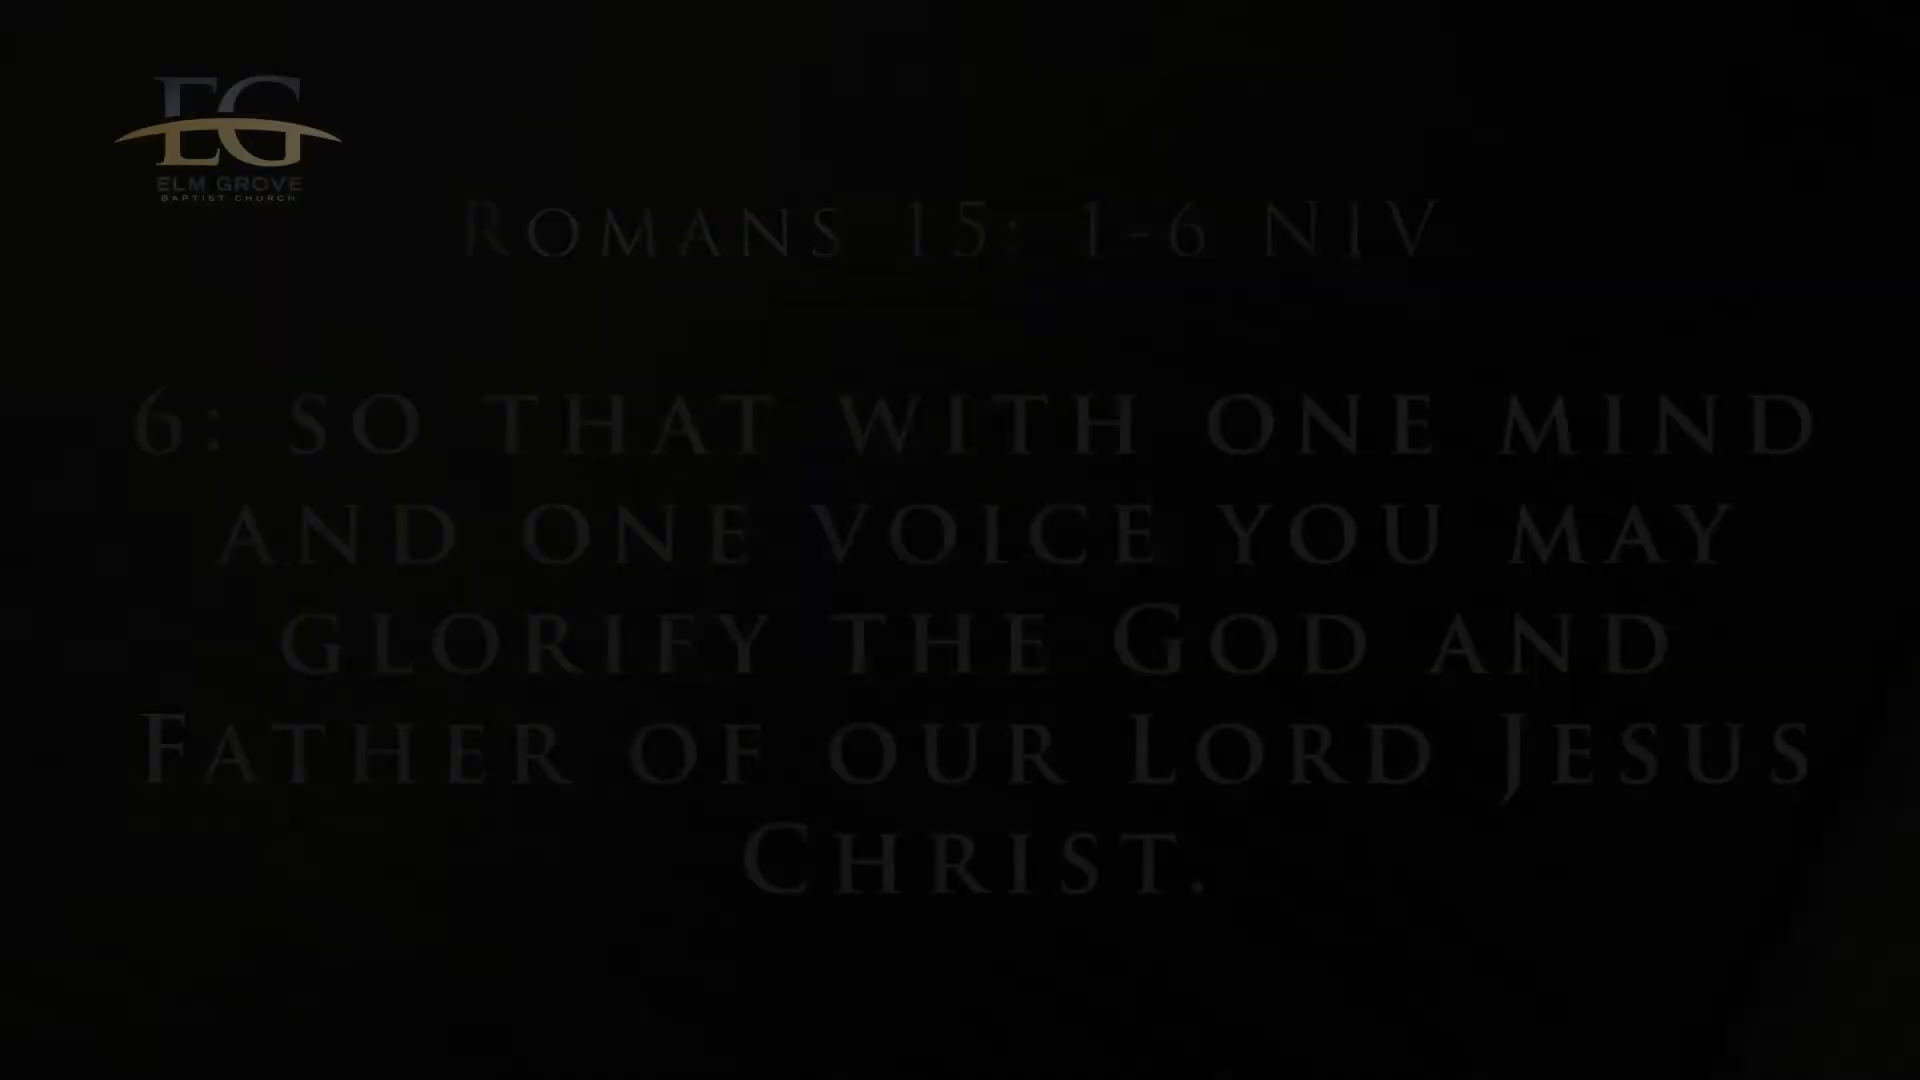 EG
ELM GROVE
BAPTIST CHURCH
Romans 15: 1-6 NIV
6: so that with one mind
and one voice you may
glorify the God and
Father of our Lord Jesus
Christ.